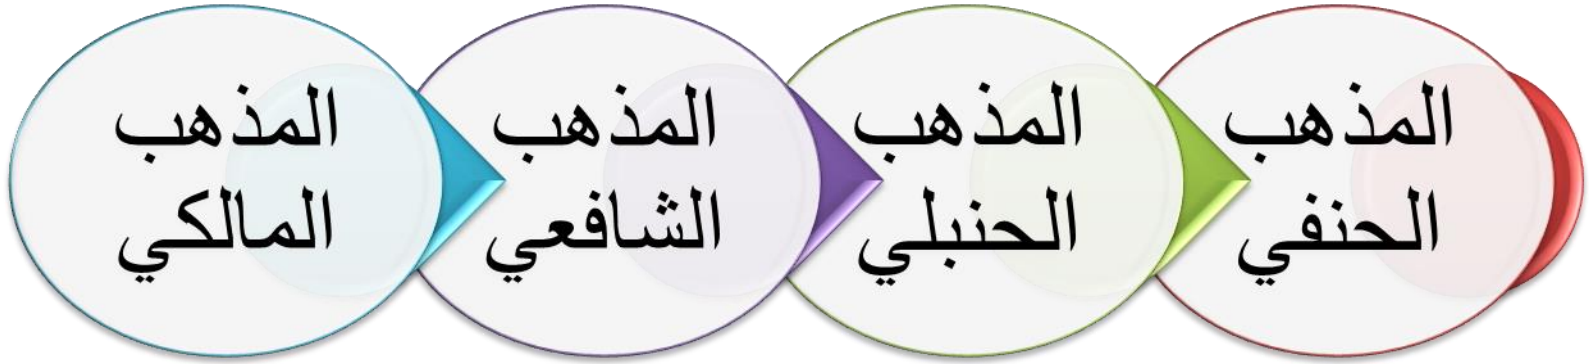 المذهب
الحنفي
المذهب
الحنبلي
المذهب
الشافعي
المذهب
المالكي